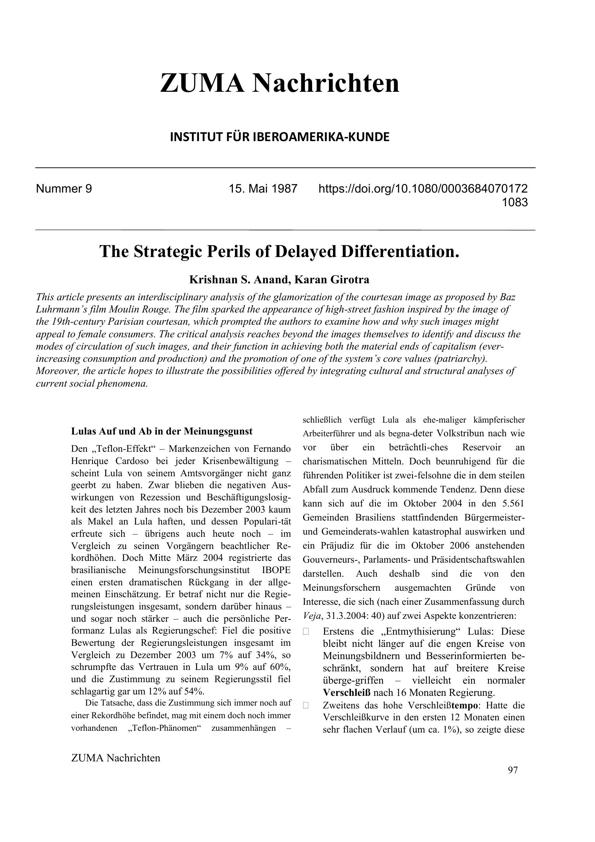 ZUMA Nachrichten
INSTITUT FÜR IBEROAMERIKA-KUNDE
Nummer 9 15. Mai 1987 https://doi.org/10.1080/0003684070172
1083
The Strategic Perils of Delayed Differentiation.
Krishnan S. Anand, Karan Girotra
This article presents an interdisciplinary analysis of the glamorization of the courtesan image as proposed by Baz
Luhrmann's film Moulin Rouge. The film sparked the appearance of high-street fashion inspired by the image of
the 19th-century Parisian courtesan, which prompted the authors to examine how and why such images might
appeal to female consumers. The critical analysis reaches beyond the images themselves to identify and discuss the
modes of circulation of such images, and their function in achieving both the material ends of capitalism (ever-
increasing consumption and production) and the promotion of one of the system's core values (patriarchy).
Moreover, the article hopes to illustrate the possibilities offered by integrating cultural and structural analyses of
current social phenomena.
Lulas Auf und Ab in der Meinungsgunst
Den „Teflon-Effekt“ – Markenzeichen von Fernando
Henrique Cardoso bei jeder Krisenbewältigung –
scheint Lula von seinem Amtsvorgänger nicht ganz
geerbt zu haben. Zwar blieben die negativen Aus-
wirkungen von Rezession und Beschäftigungslosig-
keit des letzten Jahres noch bis Dezember 2003 kaum
als Makel an Lula haften, und dessen Populari-tät
erfreute sich – übrigens auch heute noch – im
Vergleich zu seinen Vorgängern beachtlicher Re-
kordhöhen. Doch Mitte März 2004 registrierte das
brasilianische Meinungsforschungsinstitut IBOPE
einen ersten dramatischen Rückgang in der allge-
meinen Einschätzung. Er betraf nicht nur die Regie-
rungsleistungen insgesamt, sondern darüber hinaus –
und sogar noch stärker – auch die persönliche Per-
formanz Lulas als Regierungschef: Fiel die positive
Bewertung der Regierungsleistungen insgesamt im
Vergleich zu Dezember 2003 um 7% auf 34%, so
schrumpfte das Vertrauen in Lula um 9% auf 60%,
und die Zustimmung zu seinem Regierungsstil fiel
schlagartig gar um 12% auf 54%.
Die Tatsache, dass die Zustimmung sich immer noch auf
einer Rekordhöhe befindet, mag mit einem doch noch immer
vorhandenen „Teflon-Phänomen“ zusammenhängen –
schließlich verfügt Lula als ehe-maliger kämpferischer
Arbeiterführer und als begna-deter Volkstribun nach wie
vor über ein beträchtli-ches Reservoir an
charismatischen Mitteln. Doch beunruhigend für die
führenden Politiker ist zwei-felsohne die in dem steilen
Abfall zum Ausdruck kommende Tendenz. Denn diese
kann sich auf die im Oktober 2004 in den 5.561
Gemeinden Brasiliens stattfindenden Bürgermeister-
und Gemeinderats-wahlen katastrophal auswirken und
ein Präjudiz für die im Oktober 2006 anstehenden
Gouverneurs-, Parlaments- und Präsidentschaftswahlen
darstellen. Auch deshalb sind die von den
Meinungsforschern ausgemachten Gründe von
Interesse, die sich (nach einer Zusammenfassung durch
Veja, 31.3.2004: 40) auf zwei Aspekte konzentrieren:
Erstens die „Entmythisierung“ Lulas: Diese
bleibt nicht länger auf die engen Kreise von
Meinungsbildnern und Besserinformierten be-
schränkt, sondern hat auf breitere Kreise
überge-griffen – vielleicht ein normaler
Verschleiß nach 16 Monaten Regierung.
Zweitens das hohe Verschleißtempo: Hatte die
Verschleißkurve in den ersten 12 Monaten einen
sehr flachen Verlauf (um ca. 1%), so zeigte diese
ZUMA Nachrichten
97